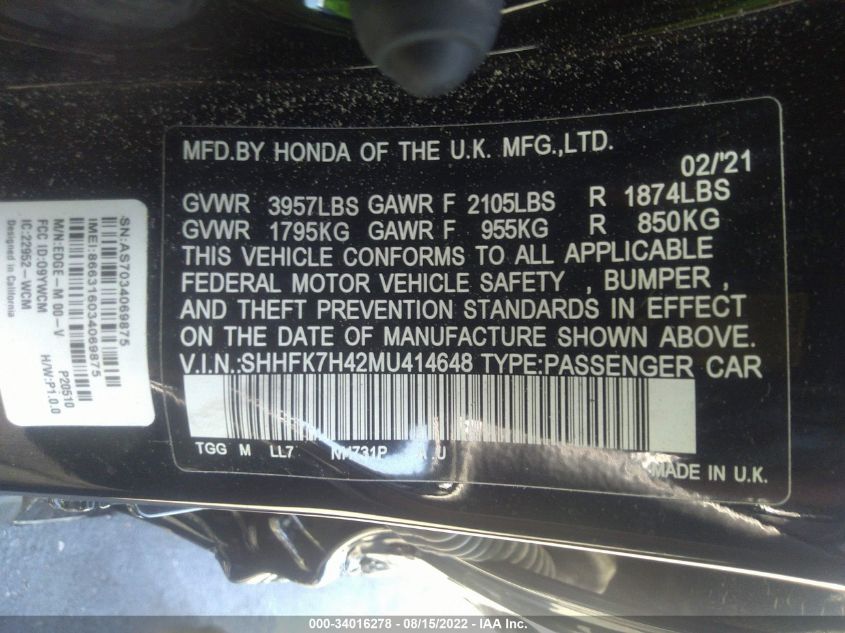 MFD.BY HONDA OF THE U.K. MFG.,LTD.
02/'21
GVWR 3957LBS GAWR F 2105LBS R 1874LBS
GVWR 1795KG GAWR F 955KG R 850KG
THIS VEHICLE CONFORMS TO ALL APPLICABLE
FEDERAL MOTOR VEHICLE SAFETY , BUMPER ,
AND THEFT PREVENTION STANDARDS IN EFFECT
ON THE DATE OF MANUFACTURE SHOWN ABOVE.
V.I.N.:SHHFK7H42MU414648 TYPE:PASSENGER CAR
TGG M LL7 A U
MADE IN U.K.
SN:AS7034069875
IMEI:866316034069875
M/N:EDGE-M 00-V P20510
FCC ID:09YWCM H/W:P1.0.0
IC:22952-WCM
Designed in California
000-34016278 - 08/15/2022 - IAA Inc.